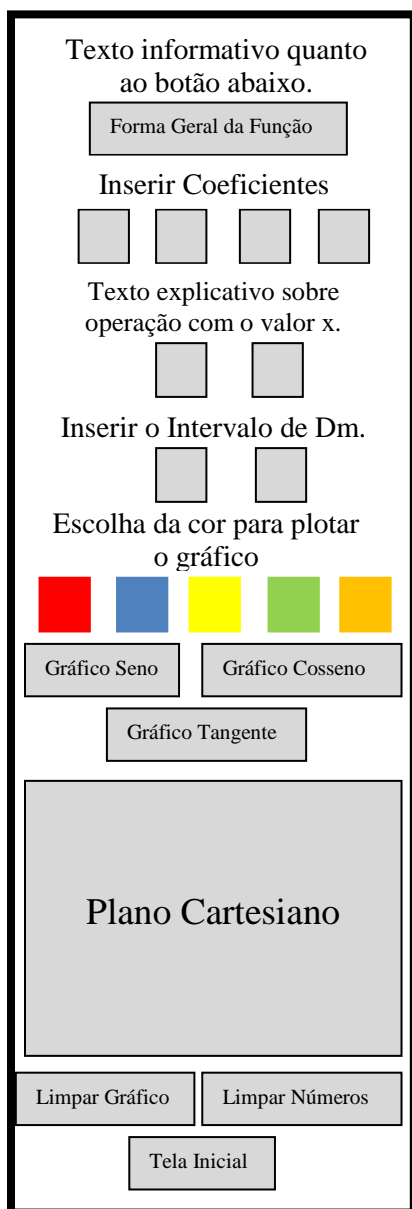 Texto informativo quanto
ao botão abaixo.
Forma Geral da Função
Inserir Coeficientes
Texto explicativo sobre
operação com o valor x.
Inserir o Intervalo de Dm.
Escolha da cor para plotar
o gráfico
Gráfico Seno
Gráfico Cosseno
Gráfico Tangente
Plano Cartesiano
Limpar Gráfico
Limpar Números
Tela Inicial